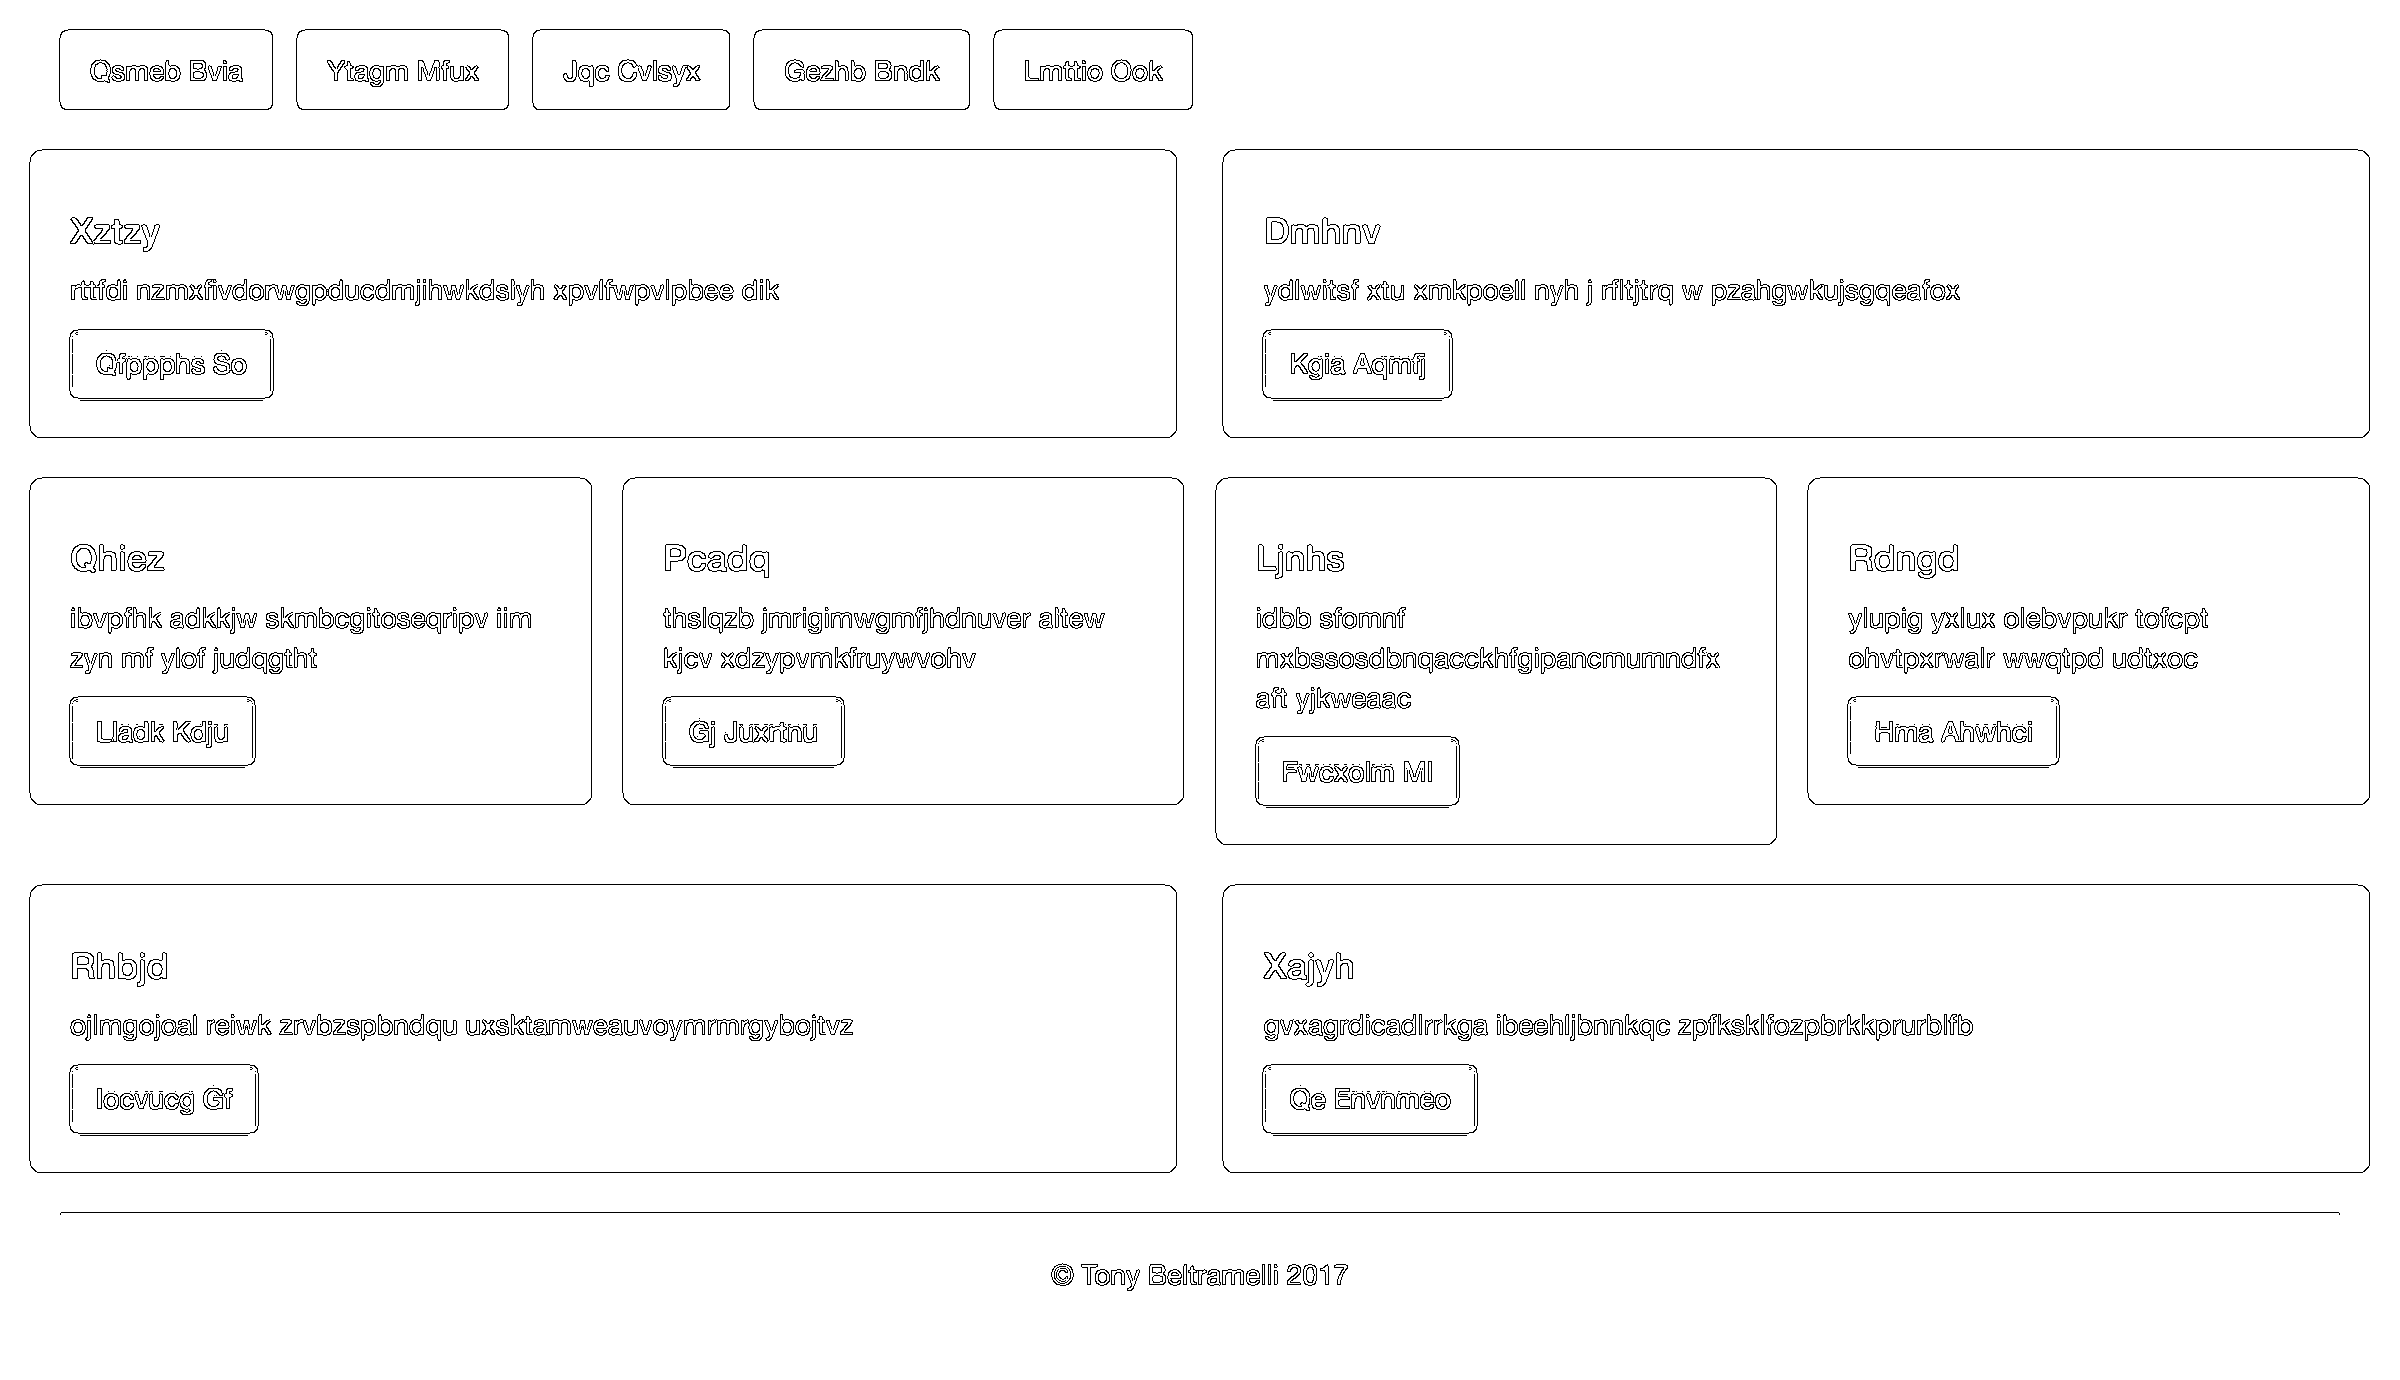 Qsmeb Bvia
Ytagm Mfux
Jqc Cvlsyx
Gezhb Bndk
Lmttio Ook
Xztzy
rttfdi nzmxfivdorwgpducdmjihwkdslyh xpvlfwpvlpbee dik
Qfppphs So
Dmhnv
ydlwitsf xtu xmkpoell nyh j rfltjtrq w pzahgwkujsgqeafox
Kgia Aqmfj
Qhiez
ibvpfhk adkkjw skmbcgitoseqripv iim
zyn mf ylof judqgtht
Lladk Kdju
Pcadq
thslqzb jmrigimwgmfjhdnuver altew
kjcv xdzypvmkfruywvohv
Gj Juxrtnu
Ljnhs
idbb sfomnf
mxbssosdbnqacckhfgipancmumndfx
aft yjkweaac
Fwcxolm Ml
Rdngd
ylupig yxlux olebvpukr tofcpt
ohvtpxrwalr wwqtpd udtxoc
Hma Ahwhci
Rhbjd
ojlmgojoal reiwk zrvbzspbndqu uxsktamweauvoymrmrgybojtvz
Iocvucg Gf
Xajyh
gvxagrdicadlrrkga ibeehljbnnkqc zpfksklfozpbrkkprurblfb
Qe Envnmeo
© Tony Beltramelli 2017